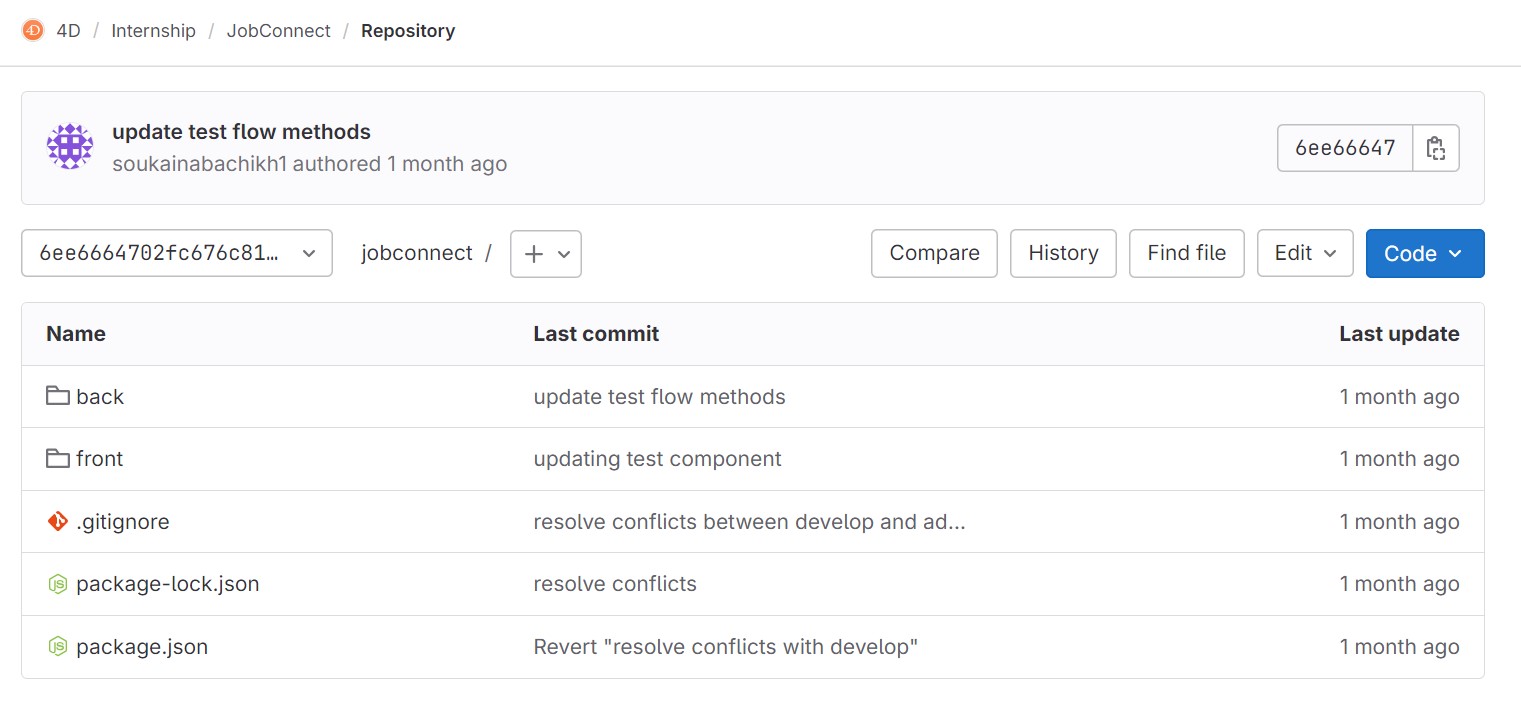 4D / Internship / JobConnect / Repository
update test flow methods
soukainabachikh1 authored 1 month ago
6ee66647
6ee6664702fc676c81… jobconnect / + Compare History Find file Edit Code
Name Last commit Last update
back update test flow methods 1 month ago
front updating test component 1 month ago
.gitignore resolve conflicts between develop and ad... 1 month ago
package-lock.json resolve conflicts 1 month ago
package.json Revert "resolve conflicts with develop" 1 month ago